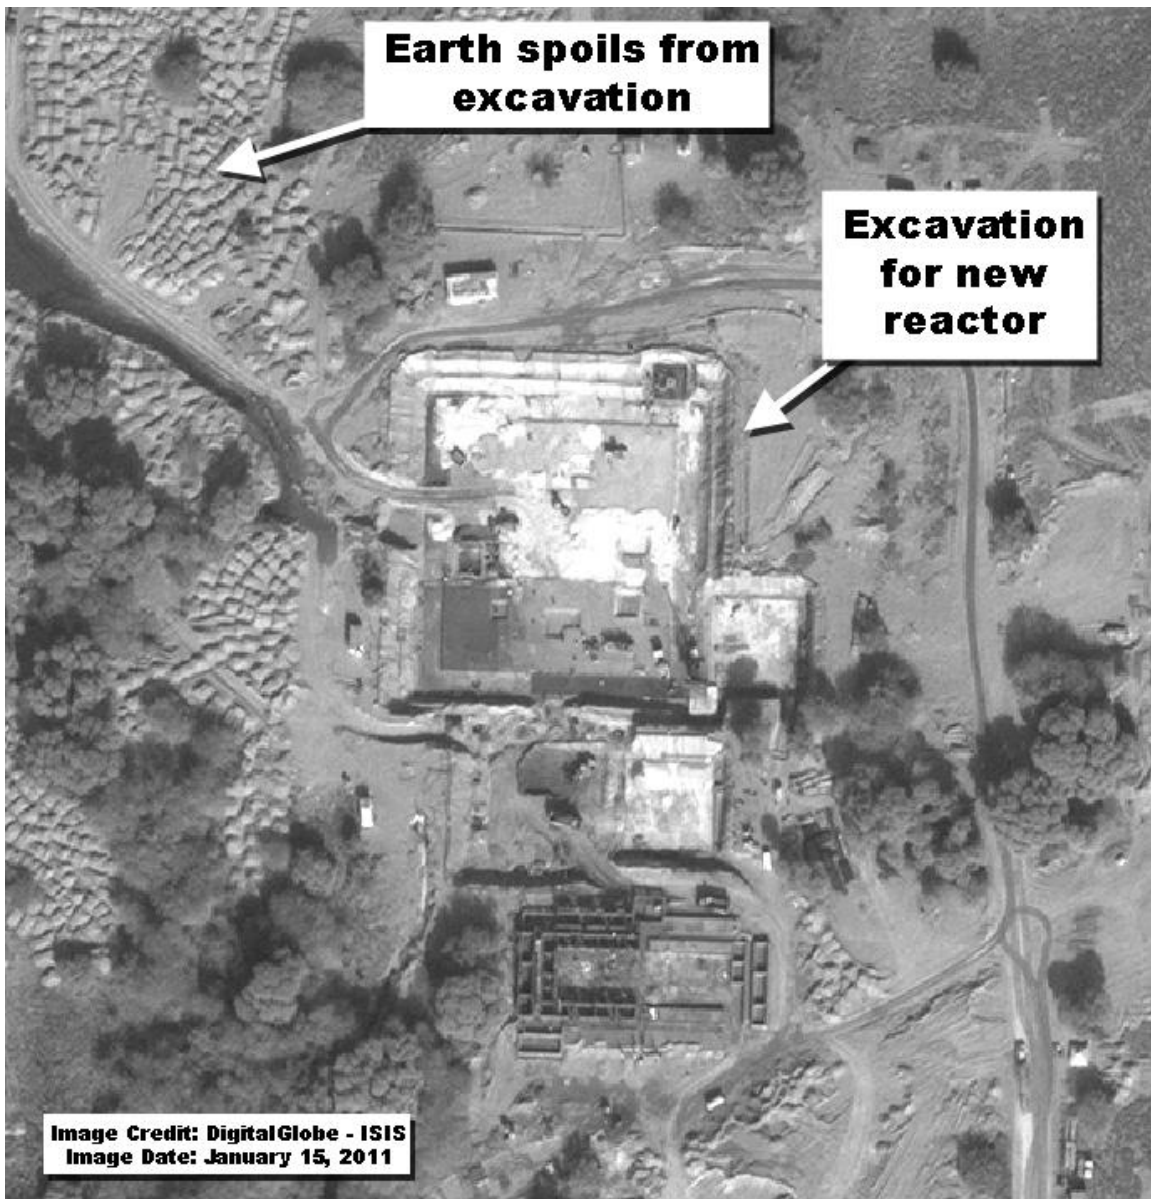 Earth spoils from
excavation
Excavation
for new
reactor
Image Credit: DigitalGlobe - ISIS
Image Date: January 15, 2011